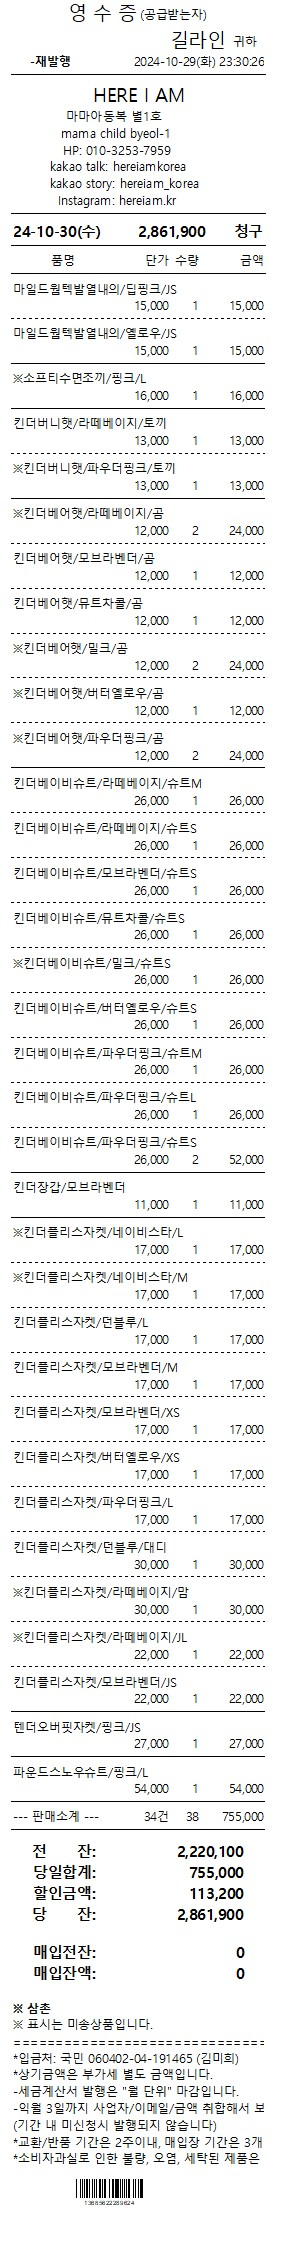 영 수 증 (공급받는자)
길라인 귀하
-재발행 2024-10-29(화) 23:30:26
HERE I AM
마마아동복 별1호
mama child byeol-1
HP: 010-3253-7959
kakao talk: hereiamkorea
kakao story: hereiam_korea
Instagram: hereiam.kr
24-10-30(수) 2,861,900 청구
품명 단가 수량 금액
마일드웜텍발열내의/딥핑크/JS
15,000 1 15,000
마일드웜텍발열내의/옐로우/JS
15,000 1 15,000
※소프티수면조끼/핑크/L
16,000 1 16,000
킨더버니햇/라떼베이지/토끼
13,000 1 13,000
※킨더버니햇/파우더핑크/토끼
13,000 1 13,000
※킨더베어햇/라떼베이지/곰
12,000 2 24,000
킨더베어햇/모브라벤더/곰
12,000 1 12,000
킨더베어햇/뮤트차콜/곰
12,000 1 12,000
※킨더베어햇/밀크/곰
12,000 2 24,000
※킨더베어햇/버터옐로우/곰
12,000 1 12,000
※킨더베어햇/파우더핑크/곰
12,000 2 24,000
킨더베이비슈트/라떼베이지/슈트M
26,000 1 26,000
킨더베이비슈트/라떼베이지/슈트S
26,000 1 26,000
킨더베이비슈트/모브라벤더/슈트S
26,000 1 26,000
킨더베이비슈트/뮤트차콜/슈트S
26,000 1 26,000
※킨더베이비슈트/밀크/슈트S
26,000 1 26,000
킨더베이비슈트/버터옐로우/슈트S
26,000 1 26,000
킨더베이비슈트/파우더핑크/슈트M
26,000 1 26,000
킨더베이비슈트/파우더핑크/슈트L
26,000 1 26,000
킨더베이비슈트/파우더핑크/슈트S
26,000 2 52,000
킨더장갑/모브라벤더
11,000 1 11,000
※킨더플리스자켓/네이비스타/L
17,000 1 17,000
※킨더플리스자켓/네이비스타/M
17,000 1 17,000
킨더플리스자켓/던블루/L
17,000 1 17,000
킨더플리스자켓/모브라벤더/M
17,000 1 17,000
킨더플리스자켓/모브라벤더/XS
17,000 1 17,000
킨더플리스자켓/버터옐로우/XS
17,000 1 17,000
킨더플리스자켓/파우더핑크/L
17,000 1 17,000
킨더플리스자켓/던블루/대디
30,000 1 30,000
※킨더플리스자켓/라떼베이지/맘
30,000 1 30,000
※킨더플리스자켓/라떼베이지/JL
22,000 1 22,000
킨더플리스자켓/모브라벤더/JS
22,000 1 22,000
텐더오버핏자켓/핑크/JS
27,000 1 27,000
파운드스노우슈트/핑크/L
54,000 1 54,000
--- 판매소계 --- 34건 38 755,000
전 잔: 2,220,100
당일합계: 755,000
할인금액: 113,200
당 잔: 2,861,900
매입전잔: 0
매입잔액: 0
※ 삼촌
※ 표시는 미송상품입니다.
==============================
*입금처: 국민 060402-04-191465 (김미희)
*상기금액은 부가세 별도 금액입니다.
-세금계산서 발행은 "월 단위" 마감입니다.
-익월 3일까지 사업자/이메일/금액 취합해서 보
(기간 내 미신청시 발행되지 않습니다)
*교환/반품 기간은 2주이내, 매입장 기간은 3개
*소비자과실로 인한 불량, 오염, 세탁된 제품은
13685622289624